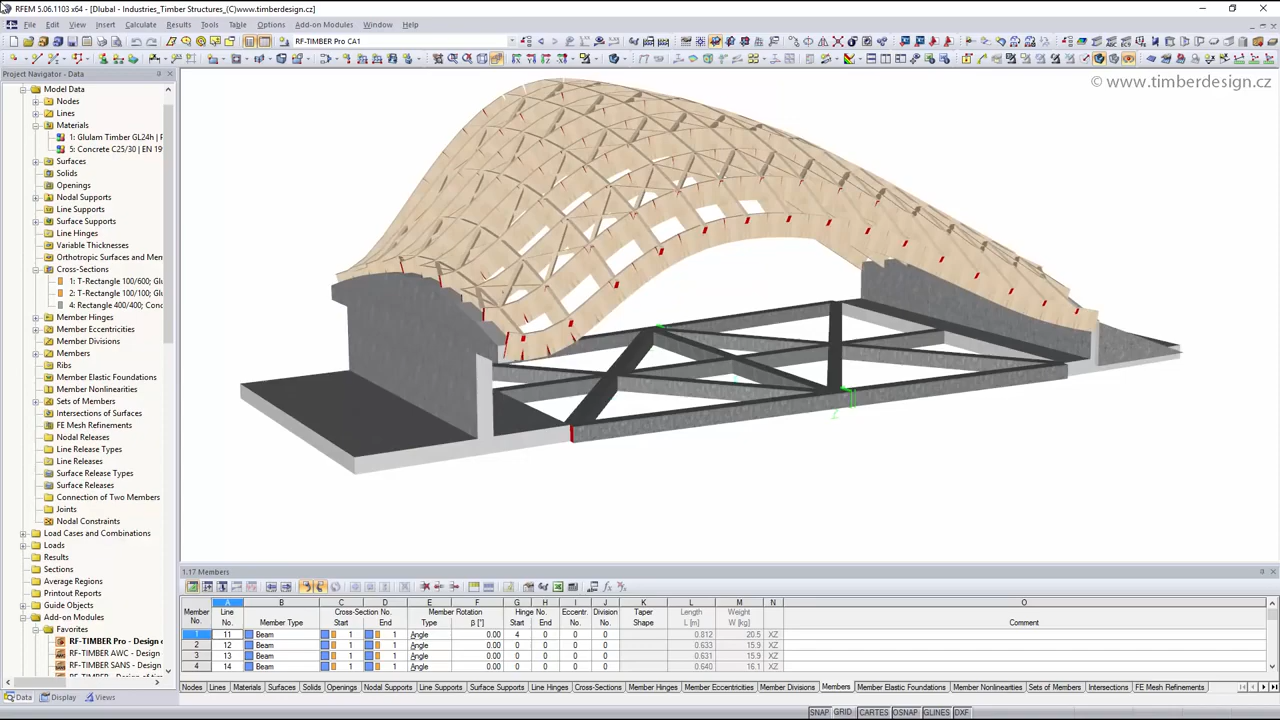 RFEM 5.06.1103 x64 - [Dlubal - Industries_Timber Structures_(C)www.timberdesign.cz]
File Edit View Insert Calculate Results Tools Table Options Add-on Modules Window Help
RF-TIMBER Pro CA1
Project Navigator - Data
Model Data
Nodes
Lines
Materials
1: Glulam Timber GL24h |
5: Concrete C25/30 | EN 19
Surfaces
Solids
Openings
Nodal Supports
Line Supports
Surface Supports
Line Hinges
Variable Thicknesses
Orthotropic Surfaces and Mem
Cross-Sections
1: T-Rectangle 100/600; Glu
2: T-Rectangle 100/100; Glu
4: Rectangle 400/400; Conc
Member Hinges
Member Eccentricities
Member Divisions
Members
Ribs
Member Elastic Foundations
Member Nonlinearities
Sets of Members
Intersections of Surfaces
FE Mesh Refinements
Nodal Releases
Line Release Types
Line Releases
Surface Release Types
Surface Releases
Connection of Two Members
Joints
Nodal Constraints
Load Cases and Combinations
Loads
Results
Sections
Average Regions
Printout Reports
Guide Objects
Add-on Modules
Favorites
RF-TIMBER Pro - Design o
RF-TIMBER AWC - Design
RF-TIMBER SANS - Design
Data Display Views
© www.timberdesign.cz
1.17 Members
A B C D E F G H I J K L M N O
Member Line Cross-Section No. Member Rotation Hinge No. Eccentr. Division Taper Length Weight
No. No. Member Type Start End Type β [°] Start End No. No. Shape L [m] W [kg] Comment
1 11 Beam 1 1 Angle 0.00 4 0 0 0 0.812 20.5 XZ
2 12 Beam 1 1 Angle 0.00 0 0 0 0 0.633 15.9 XZ
3 13 Beam 1 1 Angle 0.00 0 0 0 0 0.631 15.9 XZ
4 14 Beam 1 1 Angle 0.00 0 0 0 0 0.640 16.1 XZ
Nodes Lines Materials Surfaces Solids Openings Nodal Supports Line Supports Surface Supports Line Hinges Cross-Sections Member Hinges Member Eccentricities Member Divisions Members Member Elastic Foundations Member Nonlinearities Sets of Members Intersections FE Mesh Refinements
SNAP GRID CARTES OSNAP GLINES DXF